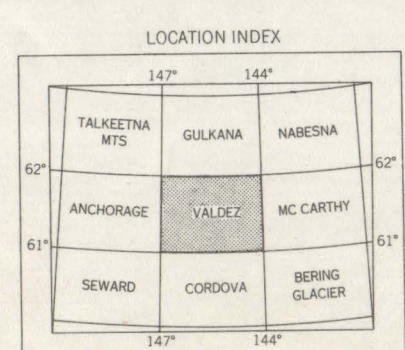 LOCATION INDEX
147° 144°
TALKEETNA
MTS
GULKANA
NABESNA
62° 62°
ANCHORAGE
VALDEZ
MC CARTHY
61° 61°
SEWARD
CORDOVA
BERING
GLACIER
147° 144°